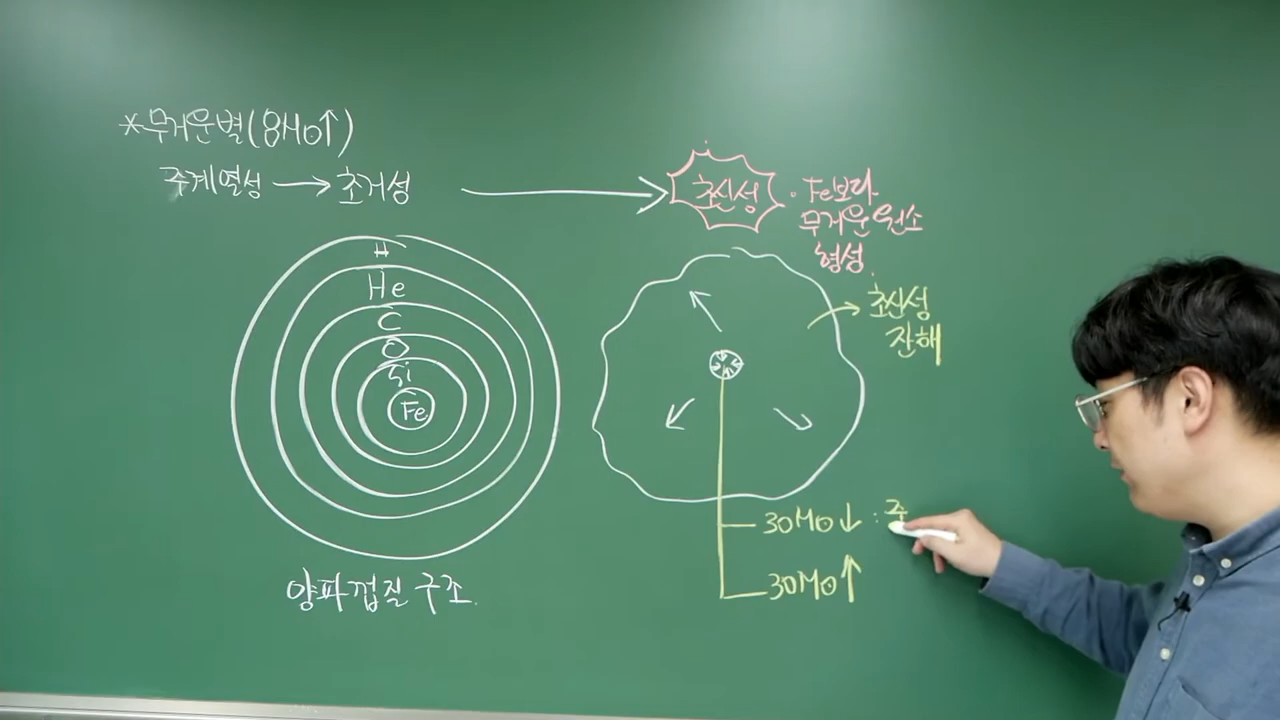 *무거운별(8M⊙↑)
주계열성 → 초거성
초신성
· Fe보다
무거운 원소
형성
H
He
C
O
Si
Fe
초신성
잔해
30M⊙↓ : 주
30M⊙↑
양파껍질 구조